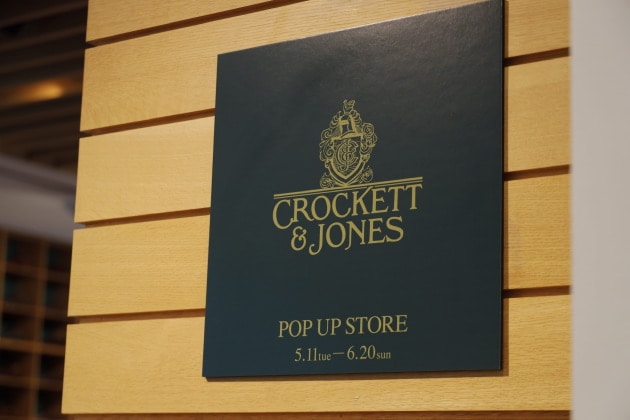 CROCKETT
& JONES
POP UP STORE
5.11tue—6.20sun